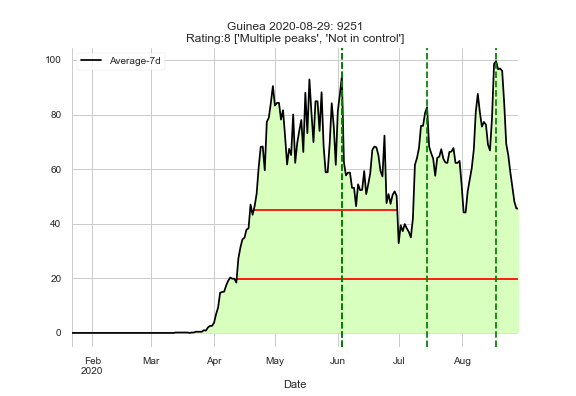 Guinea 2020-08-29: 9251
Rating:8 ['Multiple peaks', 'Not in control']
Average-7d
100
80
60
40
20
0
Feb Mar Apr May Jun Jul Aug
2020
Date